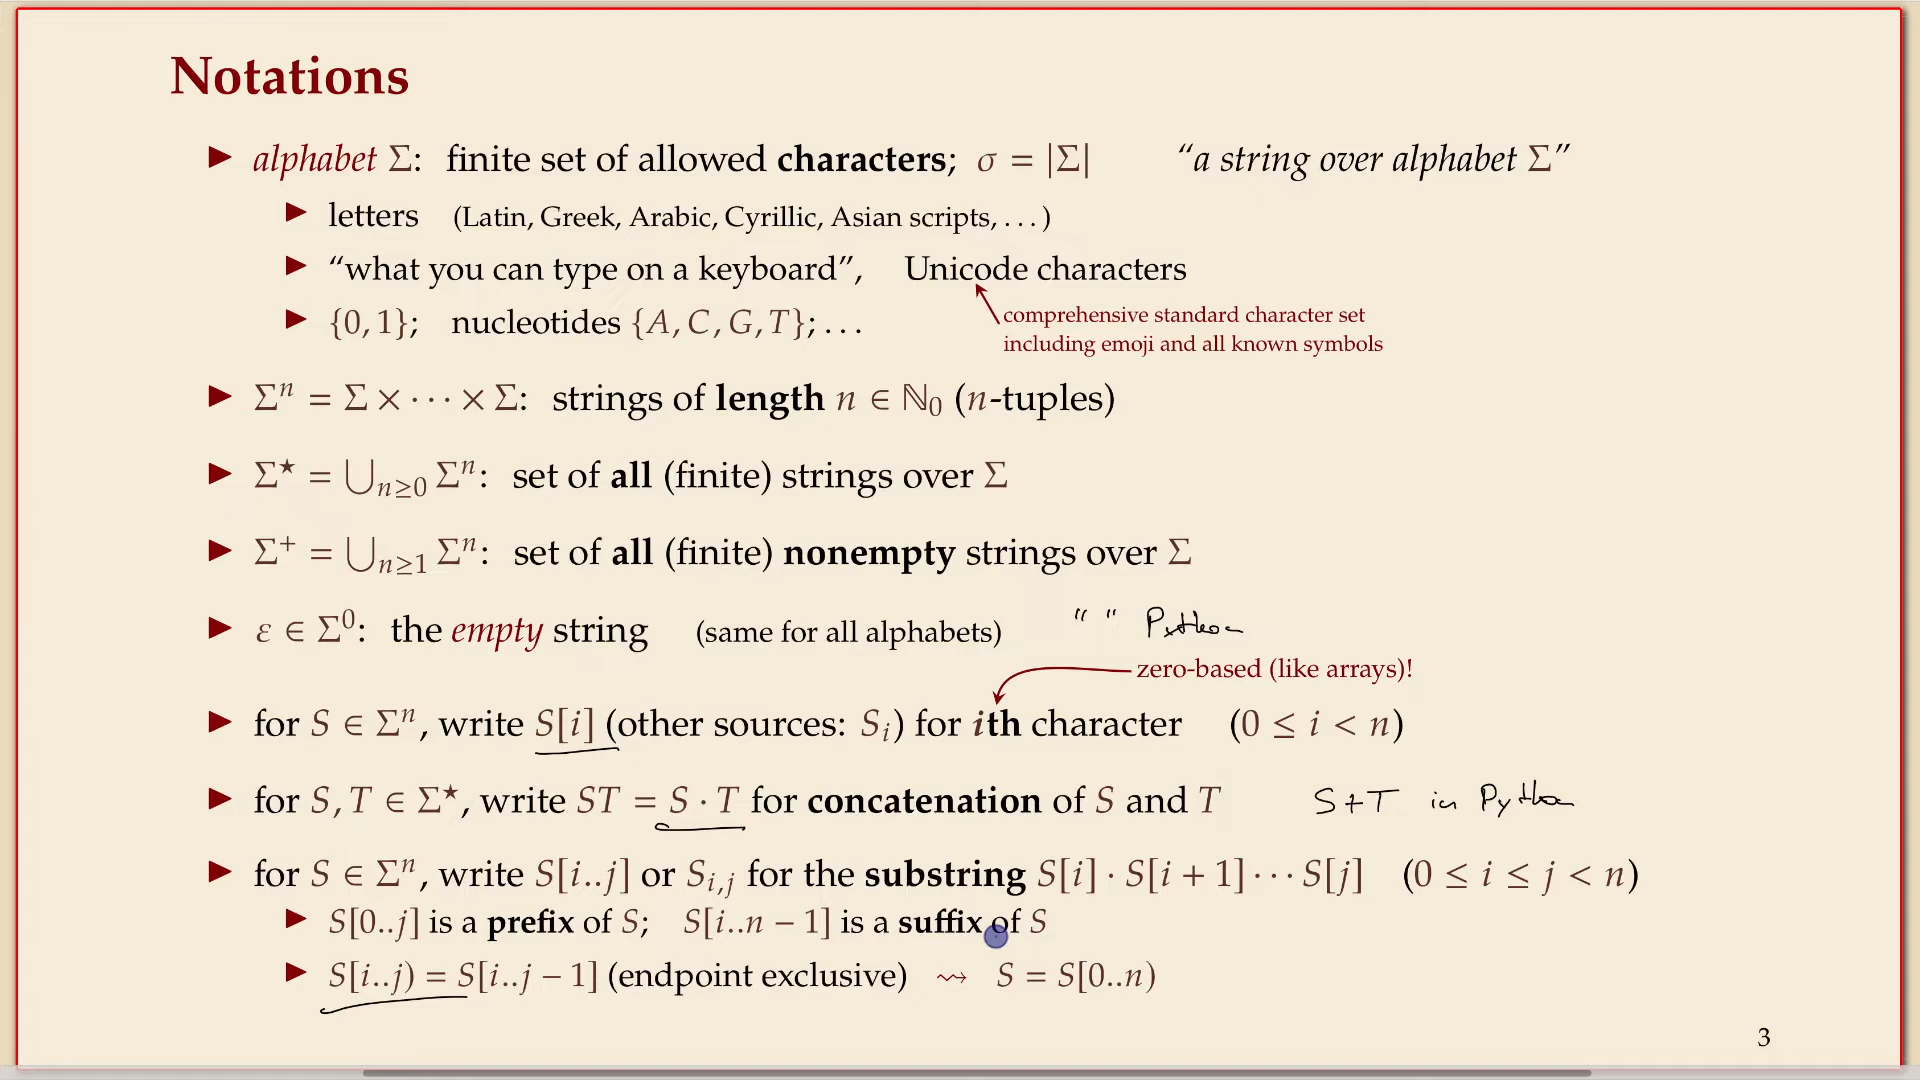 Notations
▶ alphabet Σ: finite set of allowed characters; σ = |Σ| “a string over alphabet Σ”
▶ letters (Latin, Greek, Arabic, Cyrillic, Asian scripts, . . . )
▶ “what you can type on a keyboard”, Unicode characters
comprehensive standard character set
including emoji and all known symbols
▶ {0, 1}; nucleotides {A, C, G, T}; . . .
▶ Σⁿ = Σ × · · · × Σ: strings of length n ∈ ℕ₀ (n-tuples)
▶ Σ★ = ⋃ₙ≥₀ Σⁿ: set of all (finite) strings over Σ
▶ Σ⁺ = ⋃ₙ≥₁ Σⁿ: set of all (finite) nonempty strings over Σ
▶ ε ∈ Σ⁰: the empty string (same for all alphabets) “ ” Python
zero-based (like arrays)!
▶ for S ∈ Σⁿ, write S[i] (other sources: Sᵢ) for ith character (0 ≤ i < n)
▶ for S, T ∈ Σ★, write ST = S · T for concatenation of S and T S+T in Python
▶ for S ∈ Σⁿ, write S[i..j] or Sᵢ,ⱼ for the substring S[i] · S[i + 1] · · · S[j] (0 ≤ i ≤ j < n)
▶ S[0..j] is a prefix of S; S[i..n − 1] is a suffix of S
▶ S[i..j) = S[i..j − 1] (endpoint exclusive) ⇝ S = S[0..n)
3